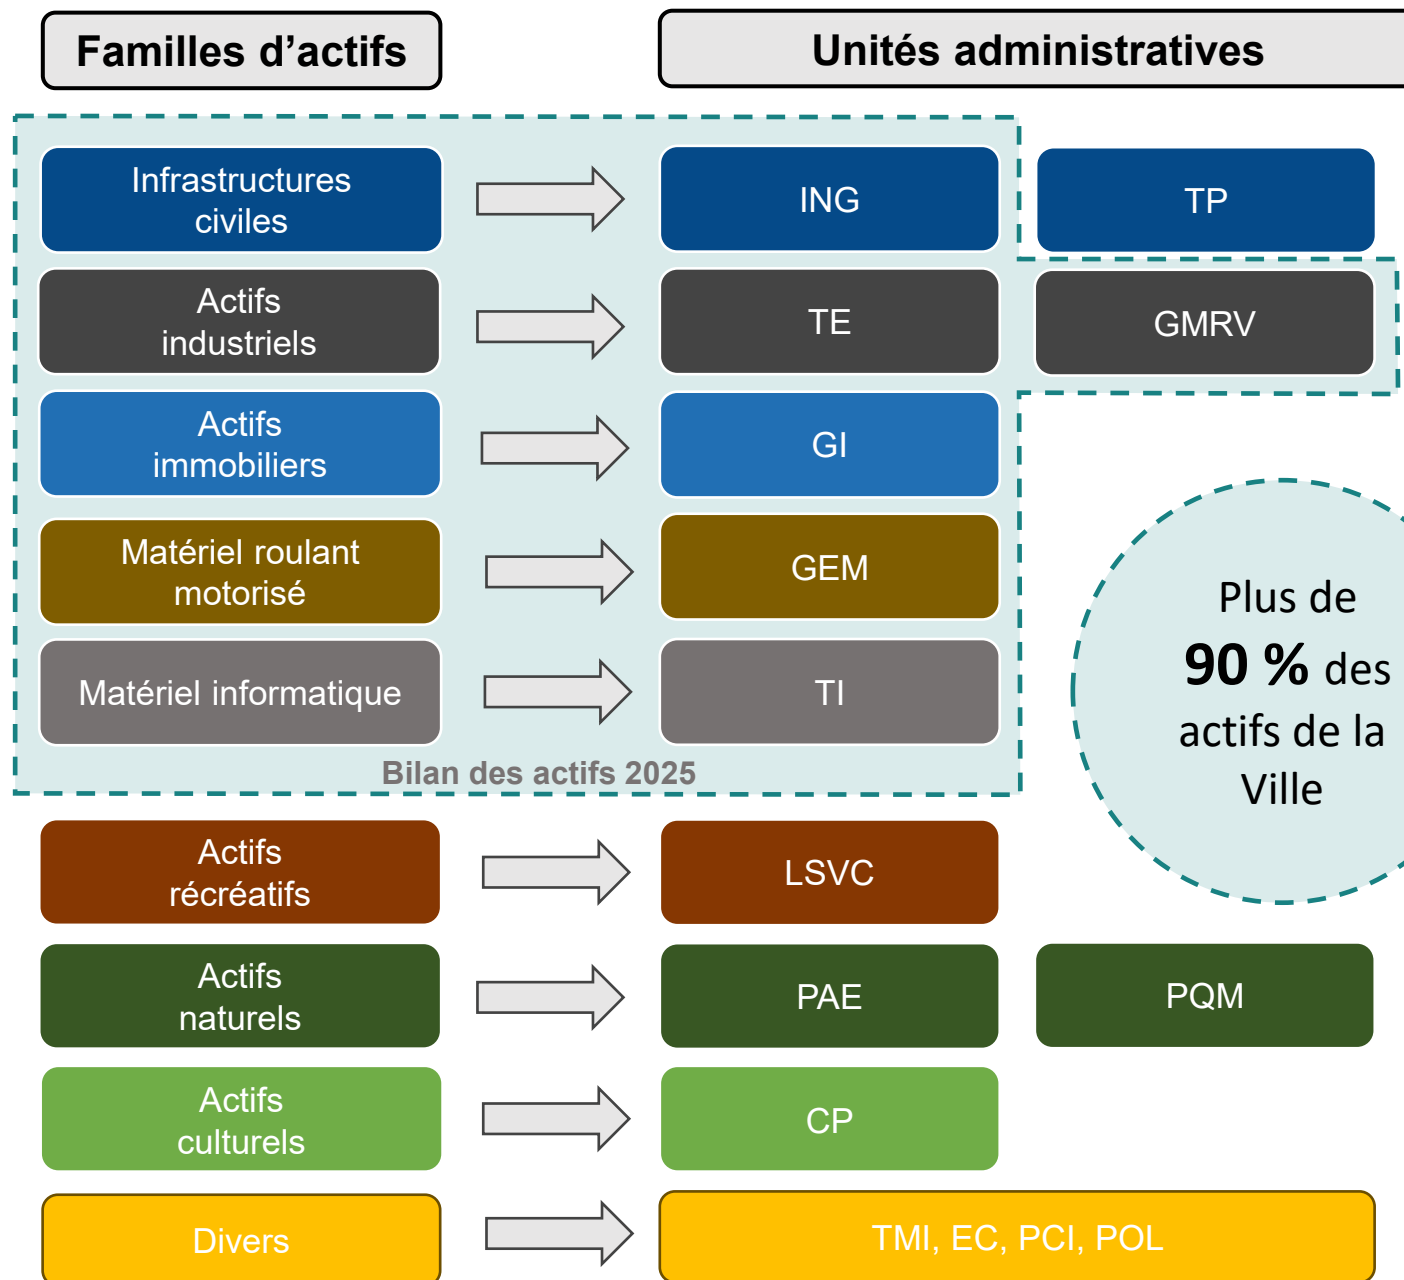 Familles d’actifs
Unités administratives
Infrastructures
civiles
ING
TP
Actifs
industriels
TE
GMRV
Actifs
immobiliers
GI
Matériel roulant
motorisé
GEM
Matériel informatique
TI
Bilan des actifs 2025
Plus de
90 % des
actifs de la
Ville
Actifs
récréatifs
LSVC
Actifs
naturels
PAE
PQM
Actifs
culturels
CP
Divers
TMI, EC, PCI, POL